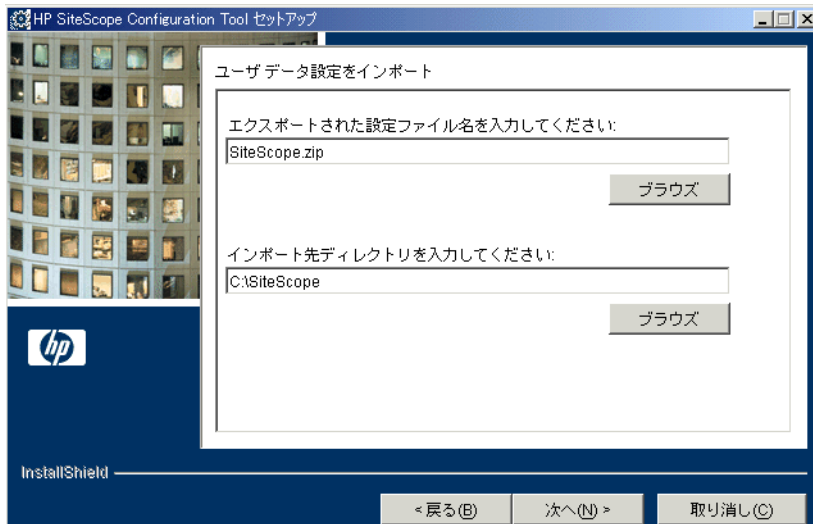 HP SiteScope Configuration Tool セットアップ
ユーザ データ設定をインポート
エクスポートされた設定ファイル名を入力してください:
SiteScope.zip
ブラウズ
インポート先ディレクトリを入力してください:
C:\SiteScope
ブラウズ
hp
InstallShield
< 戻る(B)
次へ(N) >
取り消し(C)